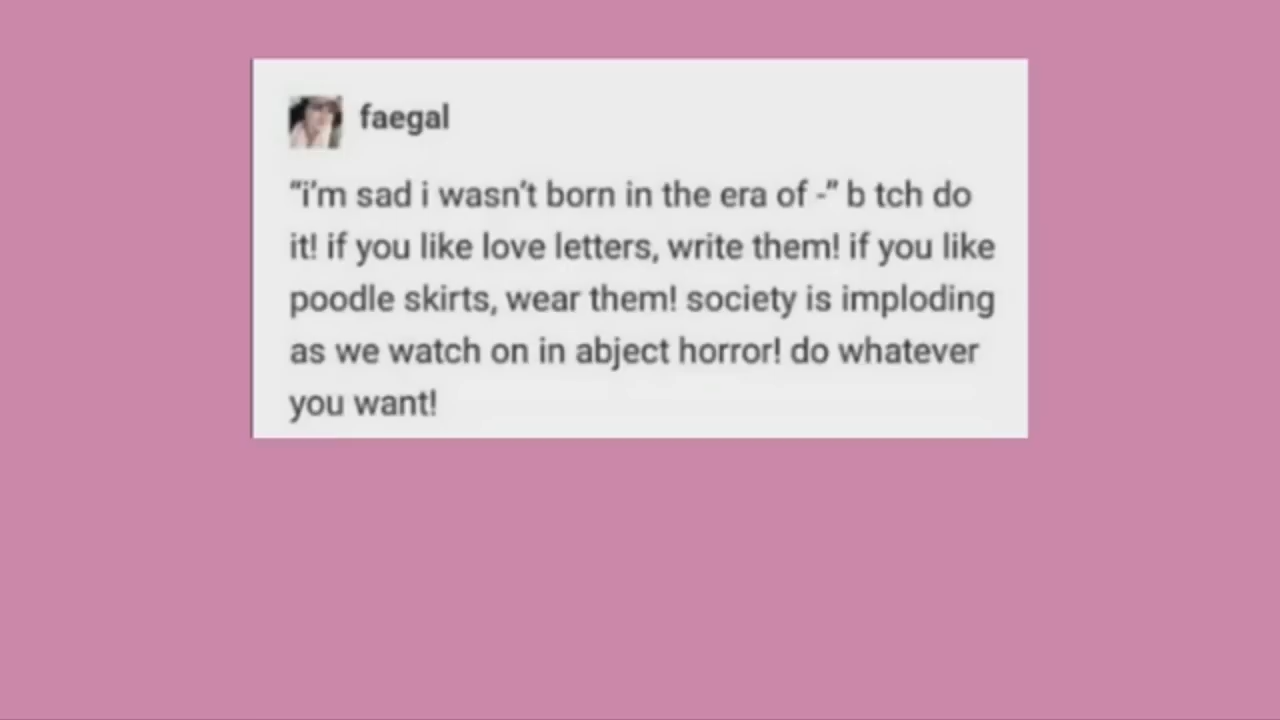 faegal
“i’m sad i wasn’t born in the era of -” b tch do
it! if you like love letters, write them! if you like
poodle skirts, wear them! society is imploding
as we watch on in abject horror! do whatever
you want!